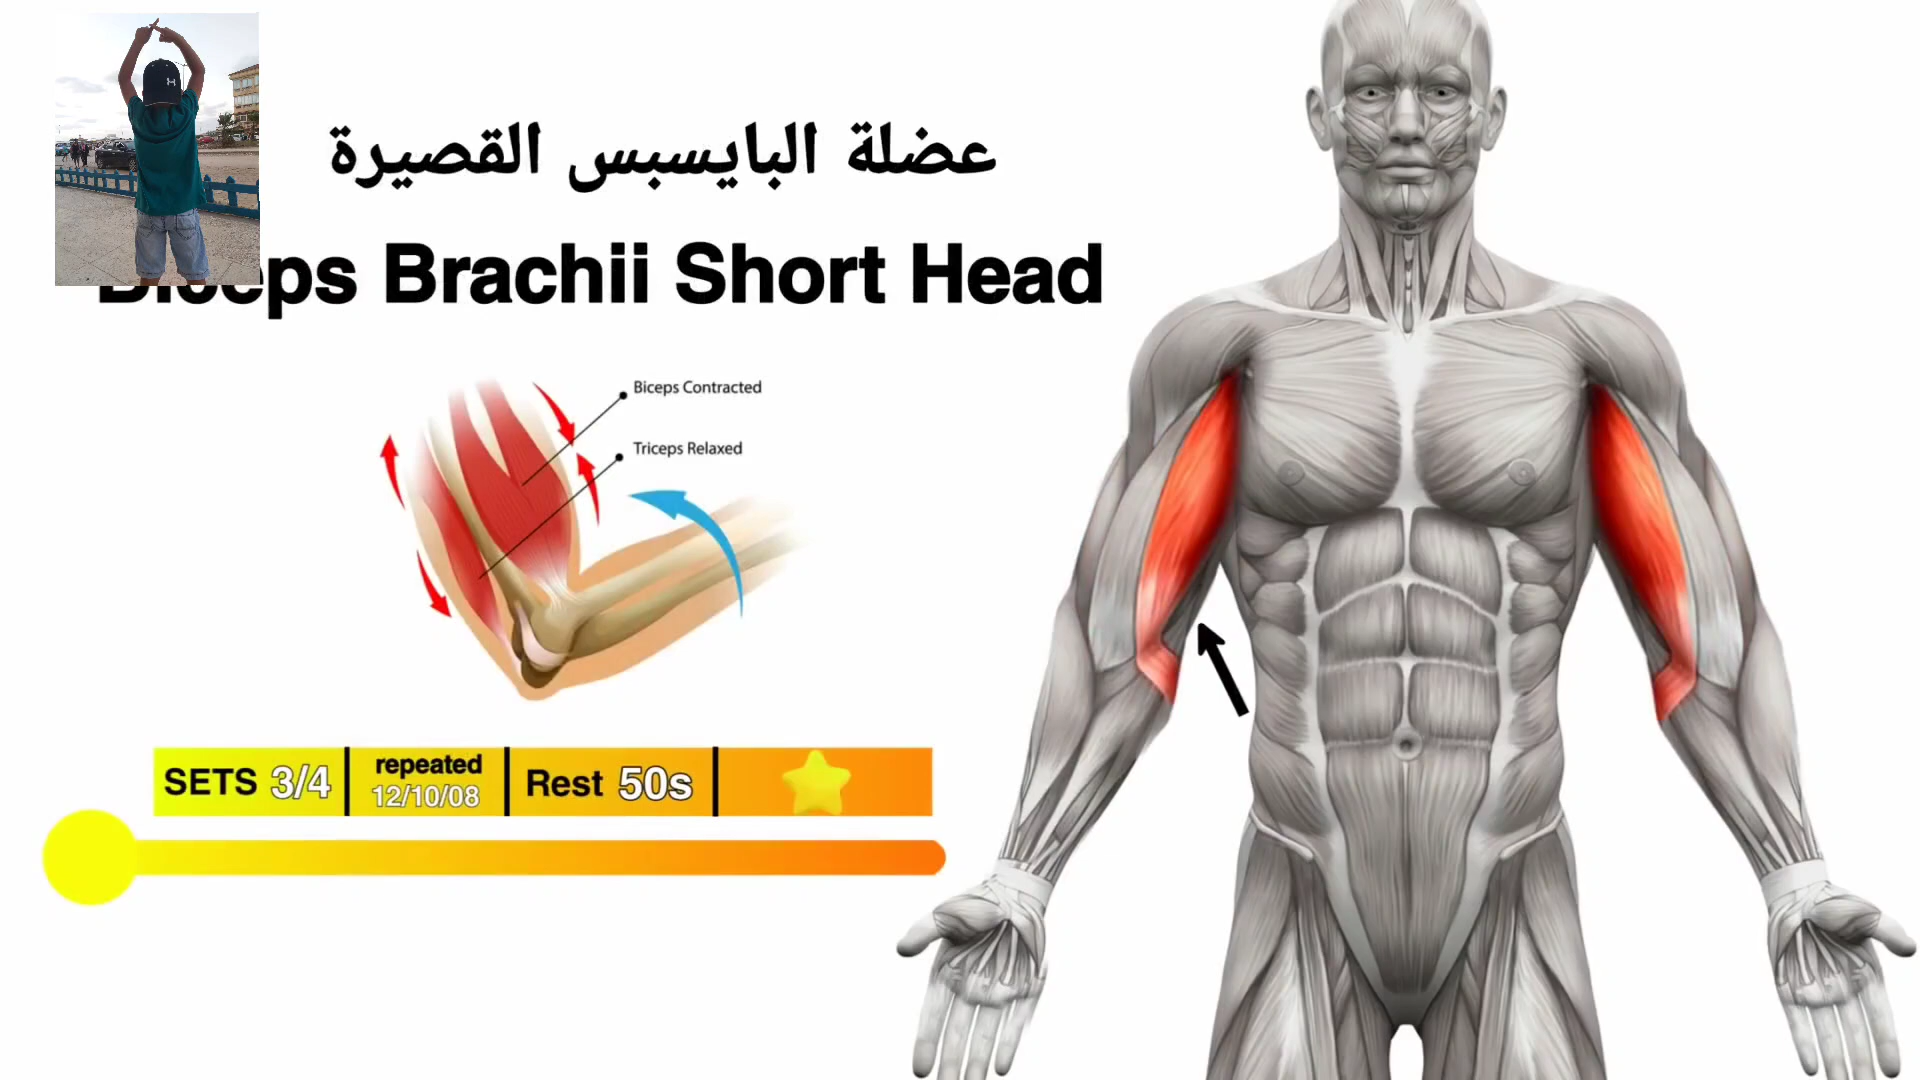 عضلة البايسبس القصيرة
Biceps Brachii Short Head
Biceps Contracted
Triceps Relaxed
SETS 3/4
repeated
12/10/08
Rest 50s